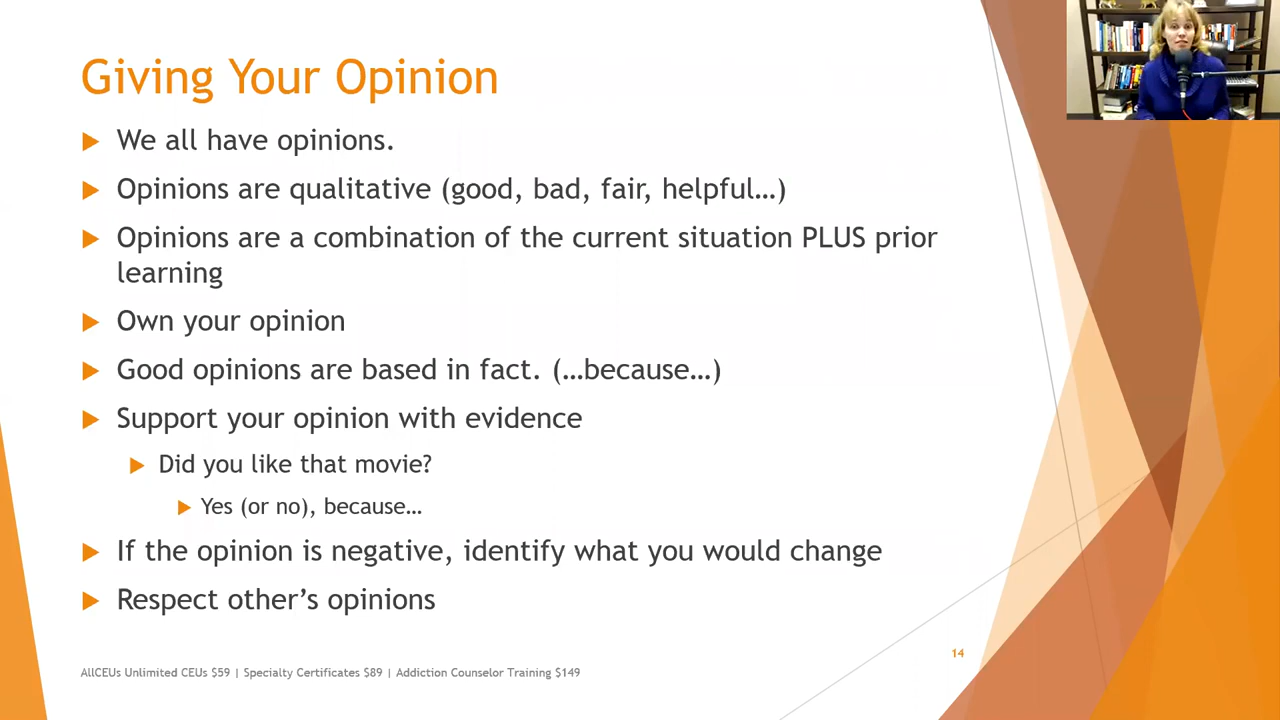 Giving Your Opinion
We all have opinions.
Opinions are qualitative (good, bad, fair, helpful…)
Opinions are a combination of the current situation PLUS prior
learning
Own your opinion
Good opinions are based in fact. (…because…)
Support your opinion with evidence
Did you like that movie?
Yes (or no), because…
If the opinion is negative, identify what you would change
Respect other’s opinions
14
AllCEUs Unlimited CEUs $59 | Specialty Certificates $89 | Addiction Counselor Training $149